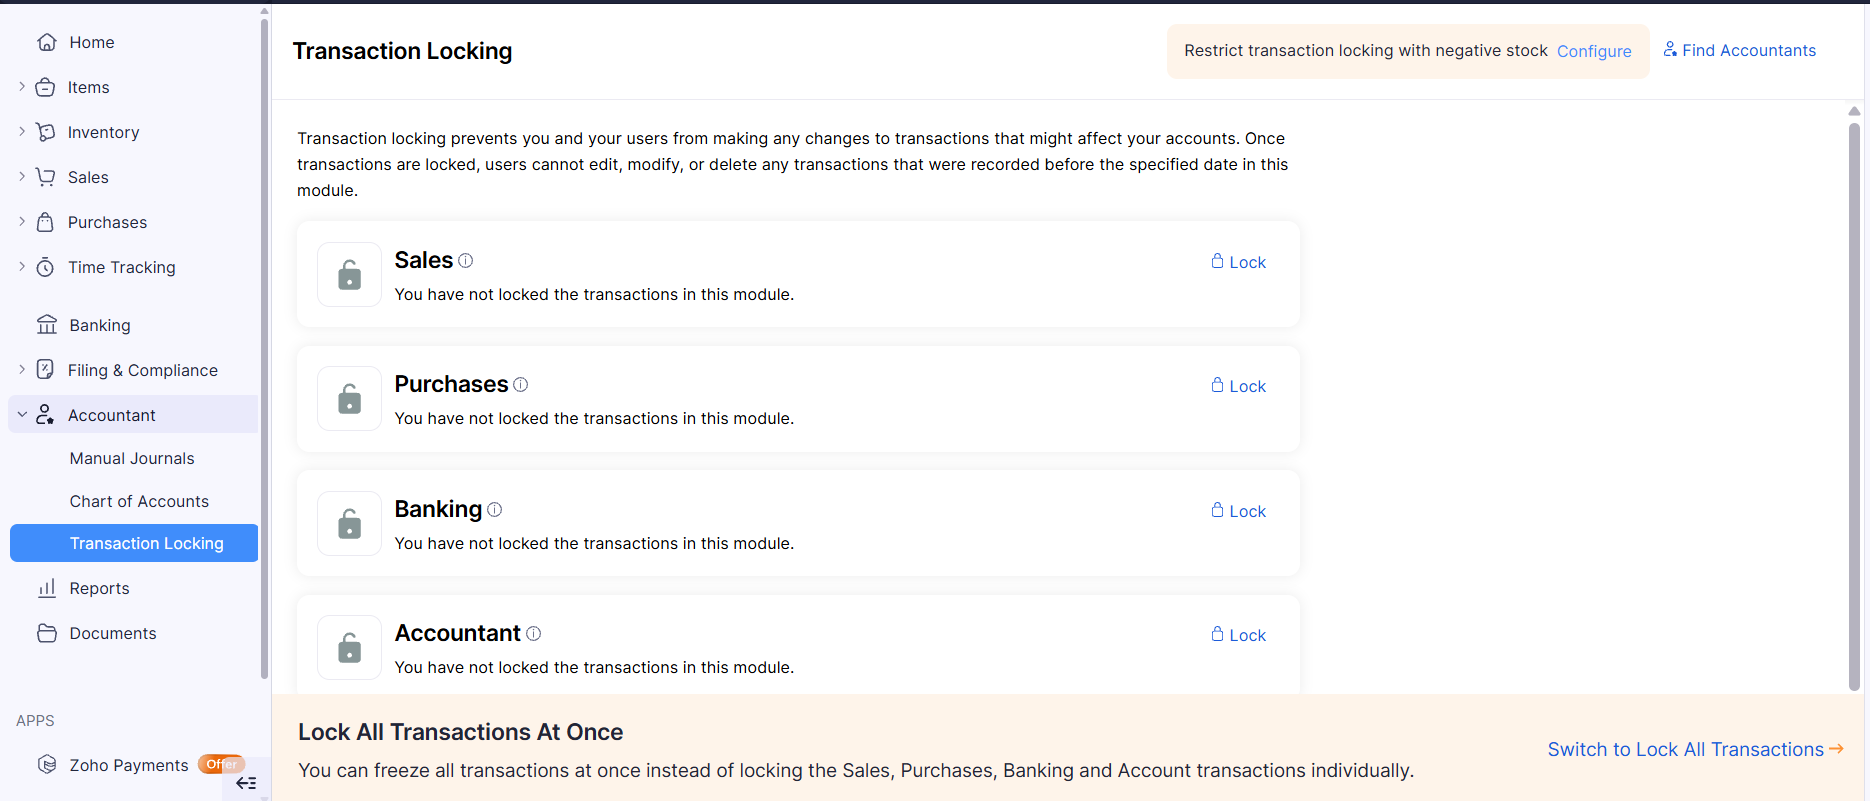 Home
Items
Inventory
Sales
Purchases
Time Tracking
Banking
Filing & Compliance
Accountant
Manual Journals
Chart of Accounts
Transaction Locking
Reports
Documents
APPS
Zoho Payments Offer
Transaction Locking
Restrict transaction locking with negative stock Configure
Find Accountants
Transaction locking prevents you and your users from making any changes to transactions that might affect your accounts. Once
transactions are locked, users cannot edit, modify, or delete any transactions that were recorded before the specified date in this
module.
Sales
Lock
You have not locked the transactions in this module.
Purchases
Lock
You have not locked the transactions in this module.
Banking
Lock
You have not locked the transactions in this module.
Accountant
Lock
You have not locked the transactions in this module.
Lock All Transactions At Once
You can freeze all transactions at once instead of locking the Sales, Purchases, Banking and Account transactions individually.
Switch to Lock All Transactions